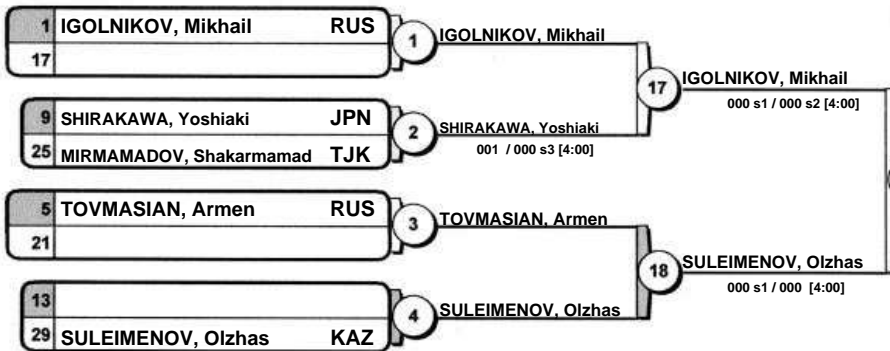 1 IGOLNIKOV, Mikhail RUS
17
1
IGOLNIKOV, Mikhail
9 SHIRAKAWA, Yoshiaki JPN
25 MIRMAMADOV, Shakarmamad TJK
2
SHIRAKAWA, Yoshiaki
001 / 000 s3 [4:00]
17
IGOLNIKOV, Mikhail
000 s1 / 000 s2 [4:00]
5 TOVMASIAN, Armen RUS
21
3
TOVMASIAN, Armen
13
29 SULEIMENOV, Olzhas KAZ
4
SULEIMENOV, Olzhas
18
SULEIMENOV, Olzhas
000 s1 / 000 [4:00]